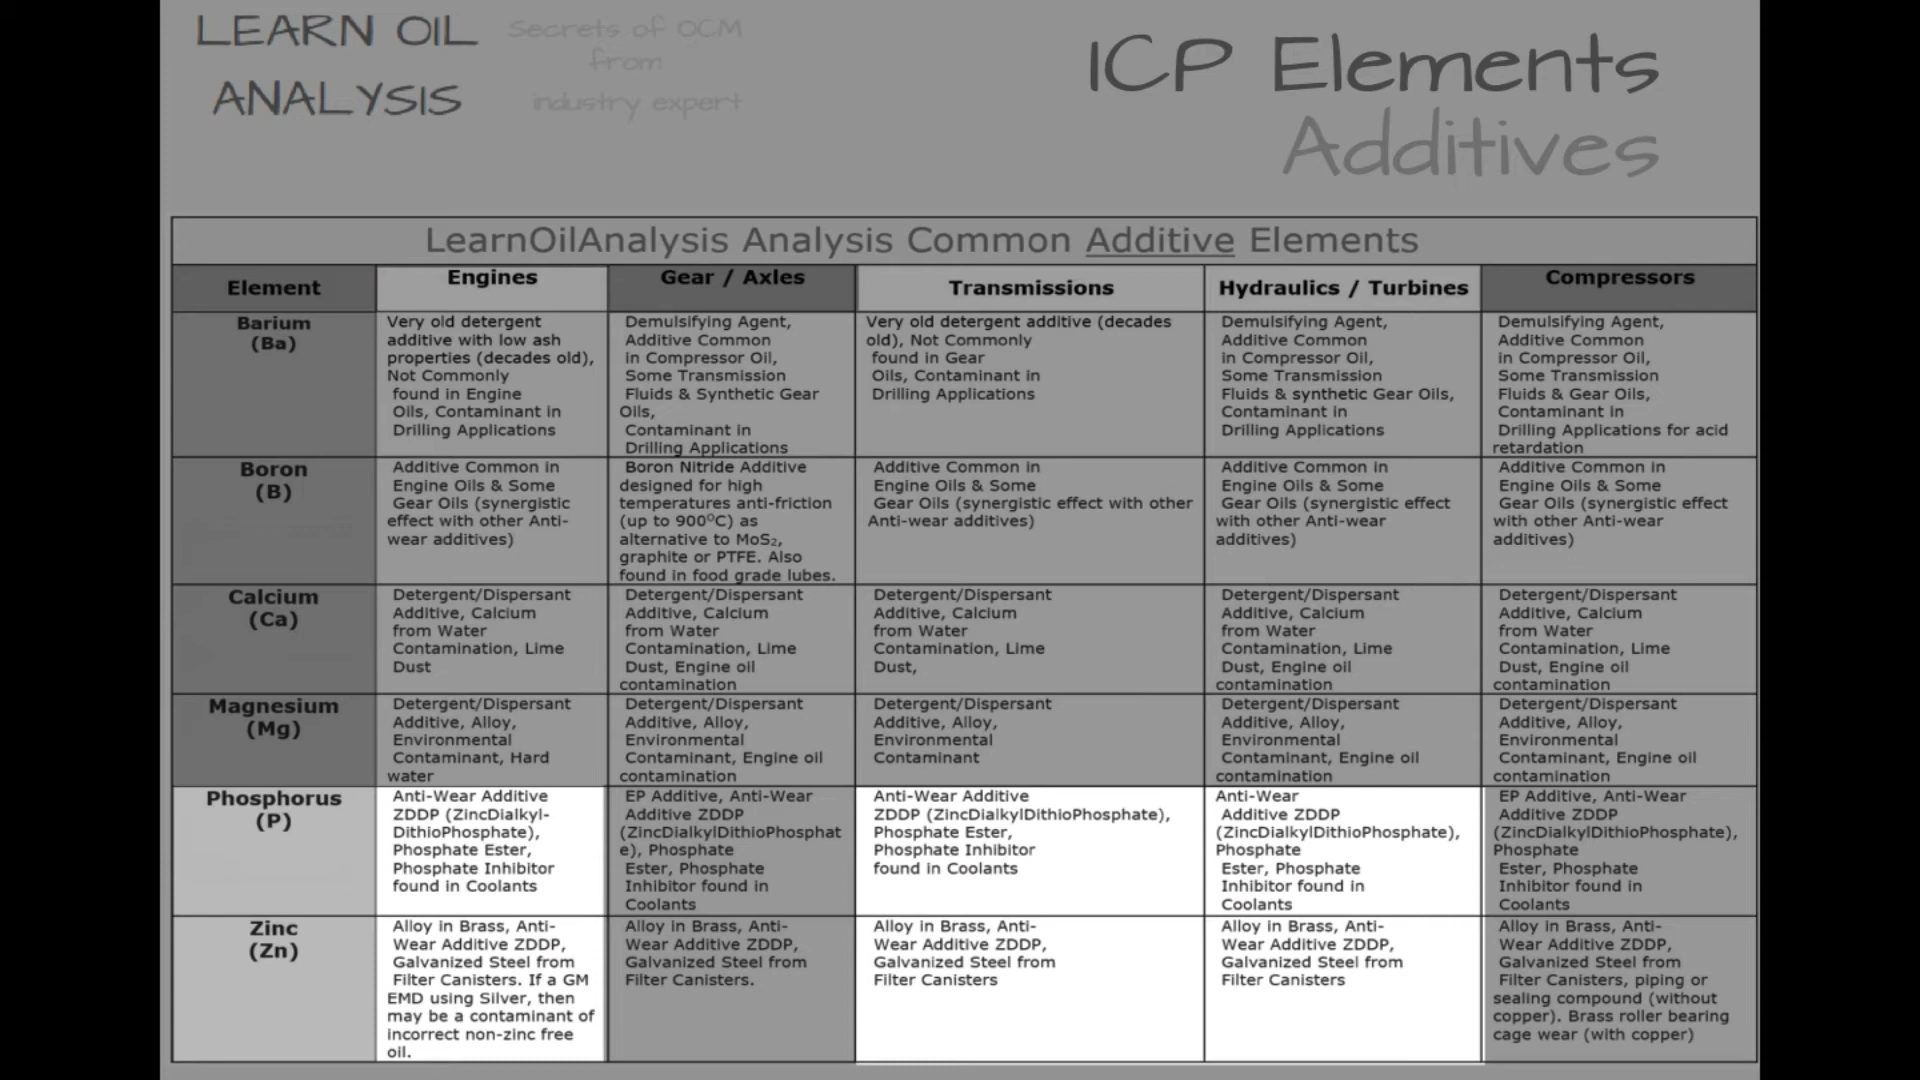 LEARN OIL
ANALYSIS
Secrets of OCM
from
industry expert
ICP Elements
Additives
LearnOilAnalysis Analysis Common Additive Elements
Element
Engines
Gear / Axles
Transmissions
Hydraulics / Turbines
Compressors
Barium
(Ba)
Very old detergent
additive with low ash
properties (decades old),
Not Commonly
found in Engine
Oils, Contaminant in
Drilling Applications
Demulsifying Agent,
Additive Common
in Compressor Oil,
Some Transmission
Fluids & Synthetic Gear
Oils,
Contaminant in
Drilling Applications
Very old detergent additive (decades
old), Not Commonly
found in Gear
Oils, Contaminant in
Drilling Applications
Demulsifying Agent,
Additive Common
in Compressor Oil,
Some Transmission
Fluids & synthetic Gear Oils,
Contaminant in
Drilling Applications
Demulsifying Agent,
Additive Common
in Compressor Oil,
Some Transmission
Fluids & Gear Oils,
Contaminant in
Drilling Applications for acid
retardation
Boron
(B)
Additive Common in
Engine Oils & Some
Gear Oils (synergistic
effect with other Anti-
wear additives)
Boron Nitride Additive
designed for high
temperatures anti-friction
(up to 900⁰C) as
alternative to MoS₂,
graphite or PTFE. Also
found in food grade lubes.
Additive Common in
Engine Oils & Some
Gear Oils (synergistic effect with other
Anti-wear additives)
Additive Common in
Engine Oils & Some
Gear Oils (synergistic effect
with other Anti-wear
additives)
Additive Common in
Engine Oils & Some
Gear Oils (synergistic effect
with other Anti-wear
additives)
Calcium
(Ca)
Detergent/Dispersant
Additive, Calcium
from Water
Contamination, Lime
Dust
Detergent/Dispersant
Additive, Calcium
from Water
Contamination, Lime
Dust, Engine oil
contamination
Detergent/Dispersant
Additive, Calcium
from Water
Contamination, Lime
Dust,
Detergent/Dispersant
Additive, Calcium
from Water
Contamination, Lime
Dust, Engine oil
contamination
Detergent/Dispersant
Additive, Calcium
from Water
Contamination, Lime
Dust, Engine oil
contamination
Magnesium
(Mg)
Detergent/Dispersant
Additive, Alloy,
Environmental
Contaminant, Hard
water
Detergent/Dispersant
Additive, Alloy,
Environmental
Contaminant, Engine oil
contamination
Detergent/Dispersant
Additive, Alloy,
Environmental
Contaminant
Detergent/Dispersant
Additive, Alloy,
Environmental
Contaminant, Engine oil
contamination
Detergent/Dispersant
Additive, Alloy,
Environmental
Contaminant, Engine oil
contamination
Phosphorus
(P)
Anti-Wear Additive
ZDDP (ZincDialkyl-
DithioPhosphate),
Phosphate Ester,
Phosphate Inhibitor
found in Coolants
EP Additive, Anti-Wear
Additive ZDDP
(ZincDialkylDithioPhosphat
e), Phosphate
Ester, Phosphate
Inhibitor found in
Coolants
Anti-Wear Additive
ZDDP (ZincDialkylDithioPhosphate),
Phosphate Ester,
Phosphate Inhibitor
found in Coolants
Anti-Wear
Additive ZDDP
(ZincDialkylDithioPhosphate),
Phosphate
Ester, Phosphate
Inhibitor found in
Coolants
EP Additive, Anti-Wear
Additive ZDDP
(ZincDialkylDithioPhosphate),
Phosphate
Ester, Phosphate
Inhibitor found in
Coolants
Zinc
(Zn)
Alloy in Brass, Anti-
Wear Additive ZDDP,
Galvanized Steel from
Filter Canisters. If a GM
EMD using Silver, then
may be a contaminant of
incorrect non-zinc free
oil.
Alloy in Brass, Anti-
Wear Additive ZDDP,
Galvanized Steel from
Filter Canisters.
Alloy in Brass, Anti-
Wear Additive ZDDP,
Galvanized Steel from
Filter Canisters
Alloy in Brass, Anti-
Wear Additive ZDDP,
Galvanized Steel from
Filter Canisters
Alloy in Brass, Anti-
Wear Additive ZDDP,
Galvanized Steel from
Filter Canisters, piping or
sealing compound (without
copper). Brass roller bearing
cage wear (with copper)